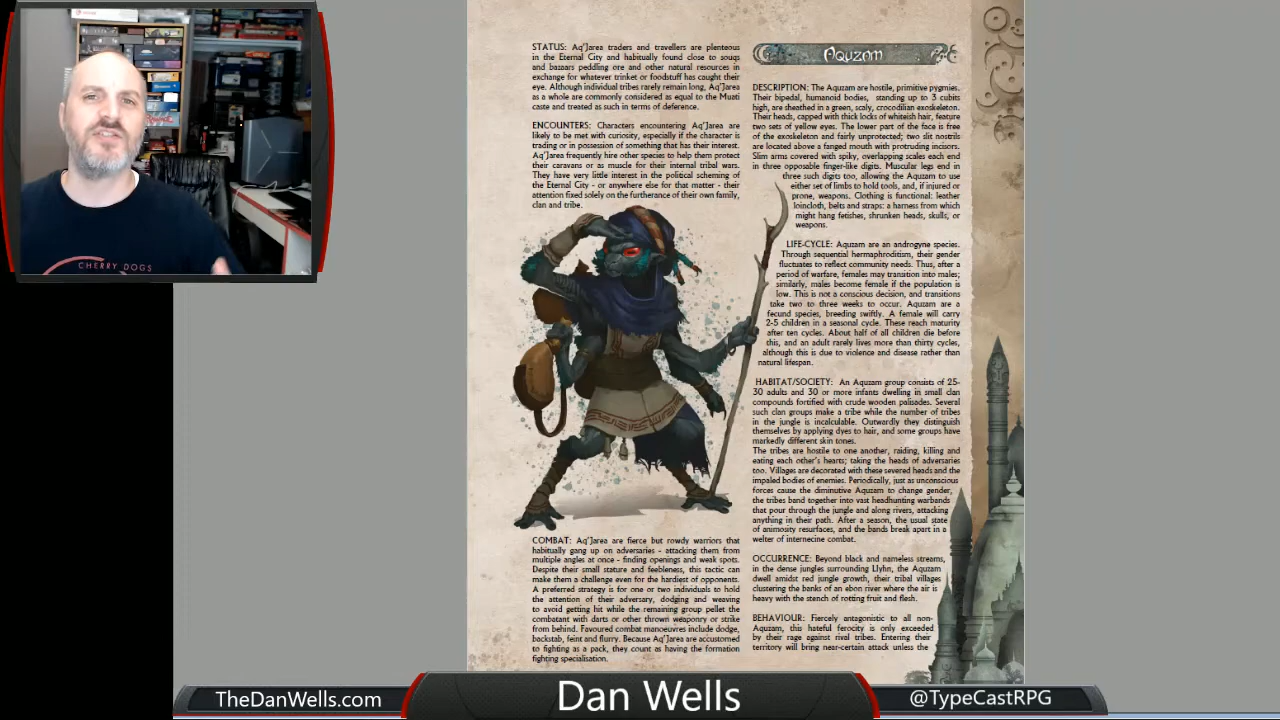 CHERRY DOGS
STATUS: Aq'Jarea traders and travellers are plenteous
in the Eternal City and habitually found close to souqs
and bazaars peddling ore and other natural resources in
exchange for whatever trinket or foodstuff has caught their
eye. Although individual tribes rarely remain long, Aq'Jarea
as a whole are commonly considered as equal to the Muati
caste and treated as such in terms of deference.
ENCOUNTERS: Characters encountering Aq'Jarea are
likely to be met with curiosity, especially if the character is
trading or in possession of something that has their interest.
Aq'Jarea frequently hire other species to help them protect
their caravans or as muscle for their internal tribal wars.
They have very little interest in the political scheming of
the Eternal City - or anywhere else for that matter - their
attention fixed solely on the furtherance of their own family,
clan and tribe.
COMBAT: Aq'Jarea are fierce but rowdy warriors that
habitually gang up on adversaries - attacking them from
multiple angles at once - finding openings and weak spots.
Despite their small stature and feebleness, this tactic can
make them a challenge even for the hardiest of opponents.
A preferred strategy is for one or two individuals to hold
the attention of their adversary, dodging and weaving
to avoid getting hit while the remaining group pellet the
combatant with darts or other thrown weaponry or strike
from behind. Favoured combat manoeuvres include dodge,
backstab, feint and flurry. Because Aq'Jarea are accustomed
to fighting as a pack, they count as having the formation
fighting specialisation.
Aquzam
DESCRIPTION: The Aquzam are hostile, primitive pygmies.
Their bipedal, humanoid bodies, standing up to 3 cubits
high, are sheathed in a green, scaly, crocodilian exoskeleton.
Their heads, capped with thick locks of whiteish hair, feature
two sets of yellow eyes. The lower part of the face is free
of the exoskeleton and fairly unprotected; two slit nostrils
are located above a fanged mouth with protruding incisors.
Slim arms covered with spiky, overlapping scales each end
in three opposable finger-like digits. Muscular legs end in
three such digits too, allowing the Aquzam to use
either set of limbs to hold tools, and, if injured or
prone, weapons. Clothing is functional: leather
loincloth, belts and straps: a harness from which
might hang fetishes, shrunken heads, skulls, or
weapons.
LIFE-CYCLE: Aquzam are an androgyne species.
Through sequential hermaphroditism, their gender
fluctuates to reflect community needs. Thus, after a
period of warfare, females may transition into males;
similarly, males become female if the population is
low. This is not a conscious decision, and transitions
take two to three weeks to occur. Aquzam are a
fecund species, breeding swiftly. A female will carry
2-5 children in a seasonal cycle. These reach maturity
after ten cycles. About half of all children die before
this, and an adult rarely lives more than thirty cycles,
although this is due to violence and disease rather than
natural lifespan.
HABITAT/SOCIETY: An Aquzam group consists of 25-
30 adults and 30 or more infants dwelling in small clan
compounds fortified with crude wooden palisades. Several
such clan groups make a tribe while the number of tribes
in the jungle is incalculable. Outwardly they distinguish
themselves by applying dyes to hair, and some groups have
markedly different skin tones.
The tribes are hostile to one another, raiding, killing and
eating each other's hearts; taking the heads of adversaries
too. Villages are decorated with these severed heads and the
impaled bodies of enemies. Periodically, just as unconscious
forces cause the diminutive Aquzam to change gender,
the tribes band together into vast headhunting warbands
that pour through the jungle and along rivers, attacking
anything in their path. After a season, the usual state
of animosity resurfaces, and the bands break apart in a
welter of internecine combat.
OCCURRENCE: Beyond black and nameless streams,
in the dense jungles surrounding Llyhn, the Aquzam
dwell amidst red jungle growth, their tribal villages
clustering the banks of an ebon river where the air is
heavy with the stench of rotting fruit and flesh.
BEHAVIOUR: Fiercely antagonistic to all non-
Aquzam, this hateful ferocity is only exceeded
by their rage against rival tribes. Entering their
territory will bring near-certain attack unless the
TheDanWells.com
Dan Wells
@TypeCastRPG